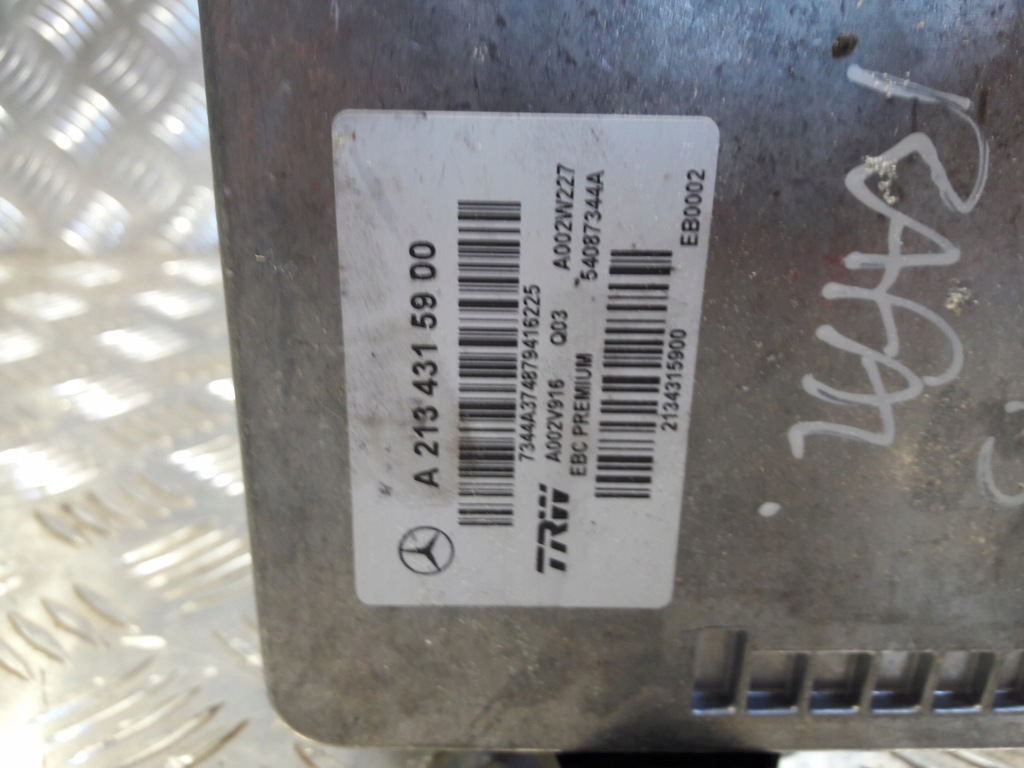 A 213 431 59 00
7344A374879416225
A002V916 Q03 A002W227
TRW EBC PREMIUM 54087344A
2134315900
EB0002